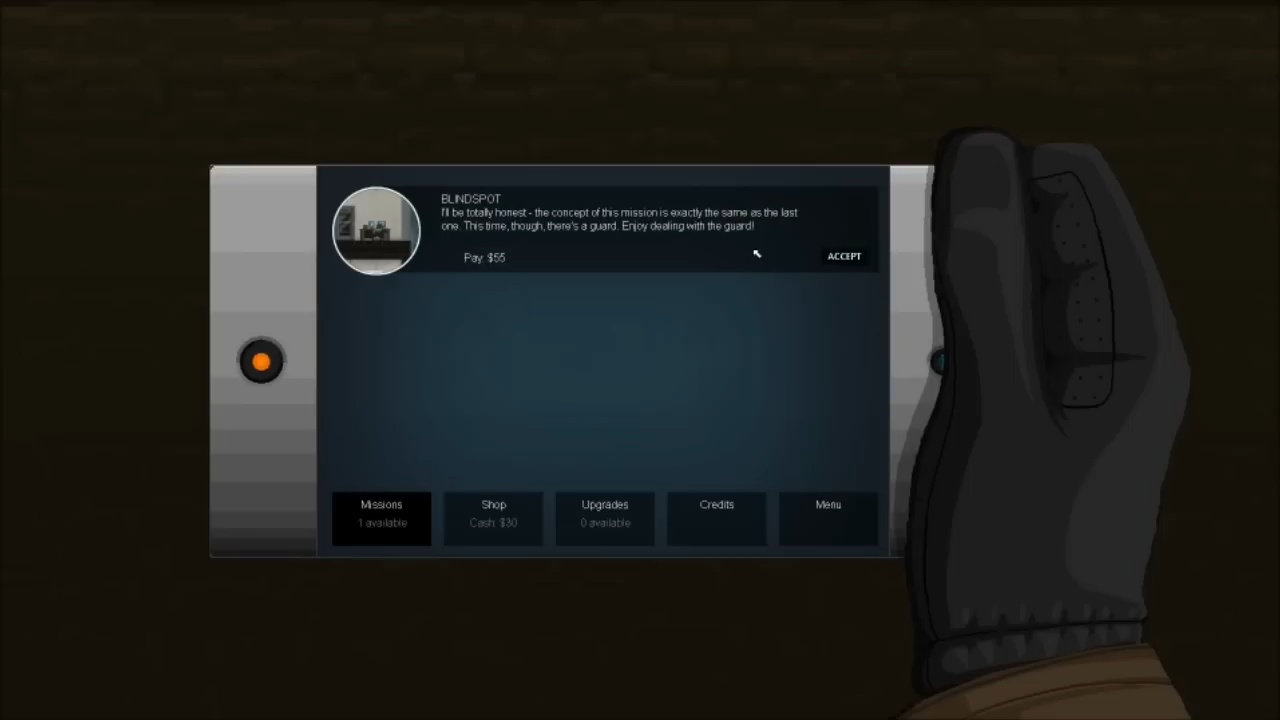 BLINDSPOT
I'll be totally honest - the concept of this mission is exactly the same as the last
one. This time, though, there's a guard. Enjoy dealing with the guard!
Pay: $55
ACCEPT
Missions
1 available
Shop
Cash: $30
Upgrades
0 available
Credits
Menu